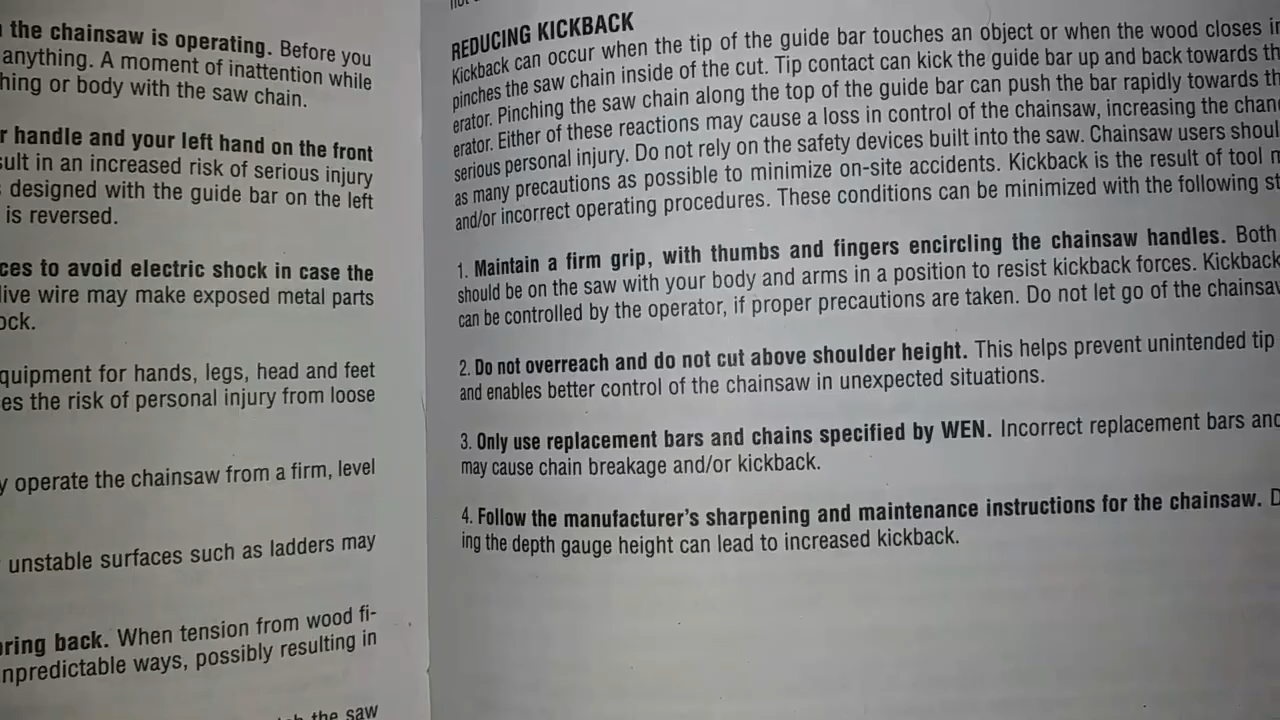 the chainsaw is operating. Before you
anything. A moment of inattention while
hing or body with the saw chain.
r handle and your left hand on the front
sult in an increased risk of serious injury
designed with the guide bar on the left
is reversed.
ces to avoid electric shock in case the
live wire may make exposed metal parts
ock.
quipment for hands, legs, head and feet
es the risk of personal injury from loose
y operate the chainsaw from a firm, level
unstable surfaces such as ladders may
pring back. When tension from wood fi-
npredictable ways, possibly resulting in
the saw
REDUCING KICKBACK
Kickback can occur when the tip of the guide bar touches an object or when the wood closes in
pinches the saw chain inside of the cut. Tip contact can kick the guide bar up and back towards th
erator. Pinching the saw chain along the top of the guide bar can push the bar rapidly towards th
erator. Either of these reactions may cause a loss in control of the chainsaw, increasing the chan
serious personal injury. Do not rely on the safety devices built into the saw. Chainsaw users shoul
as many precautions as possible to minimize on-site accidents. Kickback is the result of tool m
and/or incorrect operating procedures. These conditions can be minimized with the following st
1. Maintain a firm grip, with thumbs and fingers encircling the chainsaw handles. Both
should be on the saw with your body and arms in a position to resist kickback forces. Kickback
can be controlled by the operator, if proper precautions are taken. Do not let go of the chainsaw
2. Do not overreach and do not cut above shoulder height. This helps prevent unintended tip
and enables better control of the chainsaw in unexpected situations.
3. Only use replacement bars and chains specified by WEN. Incorrect replacement bars and
may cause chain breakage and/or kickback.
4. Follow the manufacturer's sharpening and maintenance instructions for the chainsaw. D
ing the depth gauge height can lead to increased kickback.